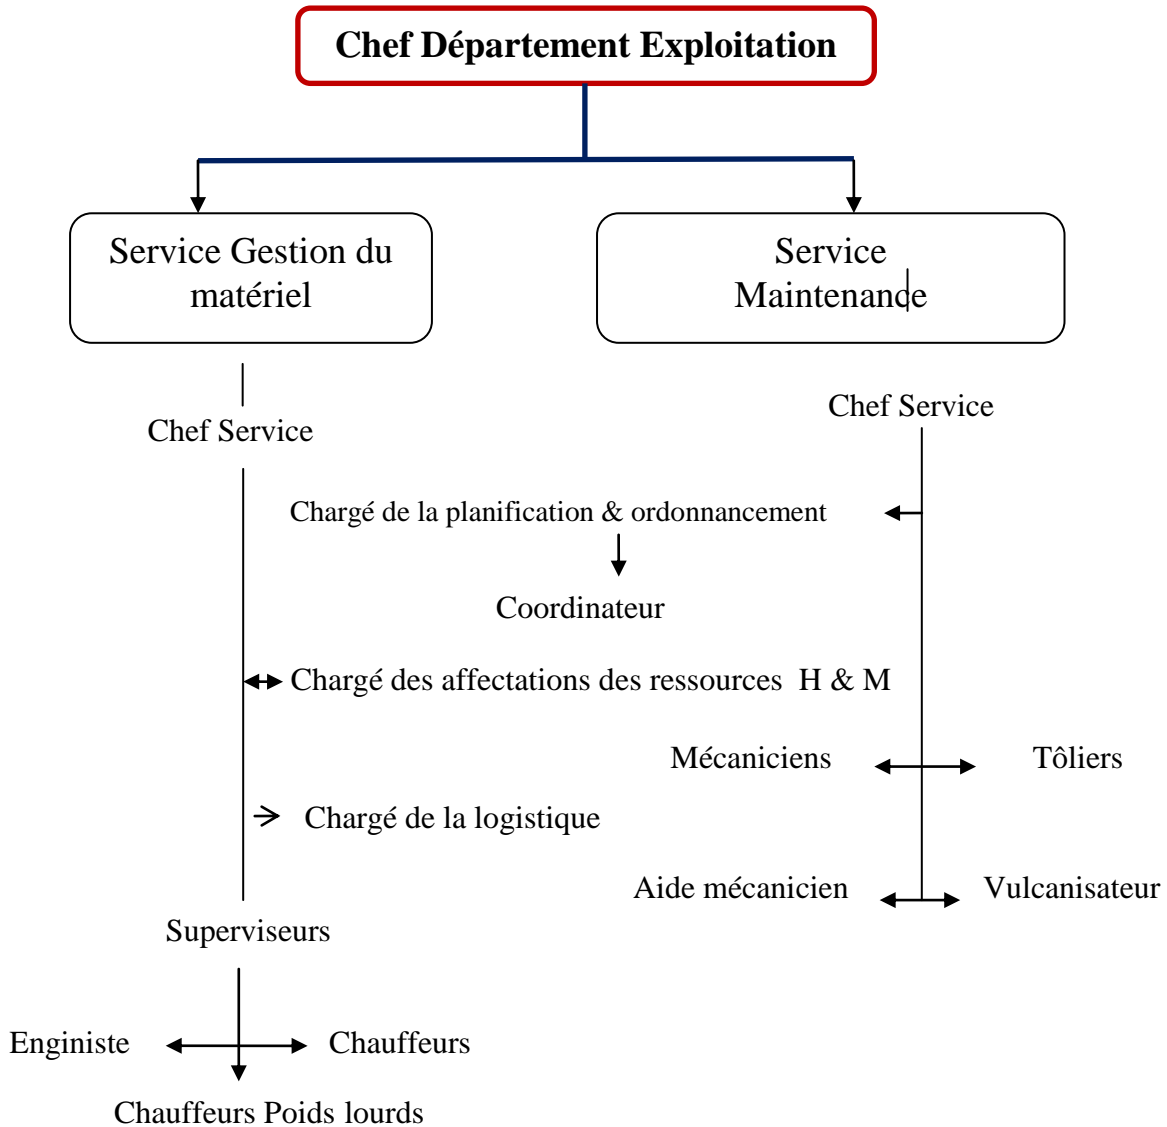 Chef Département Exploitation
Service Gestion du
matériel
Service
Maintenance
Chef Service
Chef Service
Chargé de la planification & ordonnancement
Coordinateur
Chargé des affectations des ressources H & M
Mécaniciens
Tôliers
Chargé de la logistique
Aide mécanicien
Vulcanisateur
Superviseurs
Enginiste
Chauffeurs
Chauffeurs Poids lourds